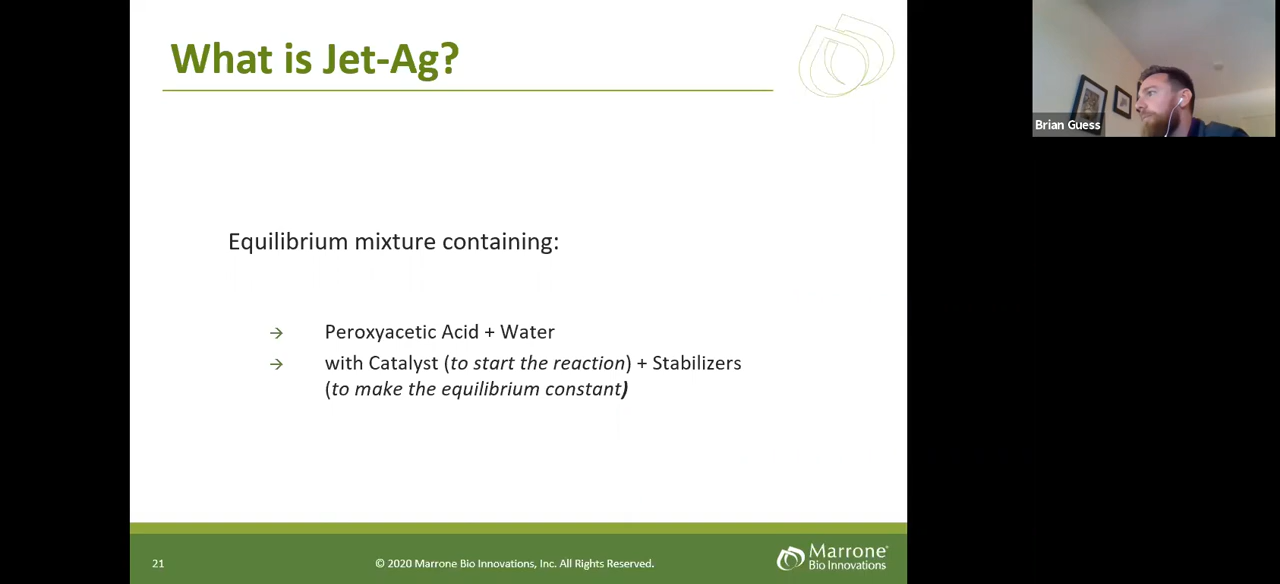 What is Jet-Ag?
Brian Guess
Equilibrium mixture containing:
→ Peroxyacetic Acid + Water
→ with Catalyst (to start the reaction) + Stabilizers
(to make the equilibrium constant)
21
© 2020 Marrone Bio Innovations, Inc. All Rights Reserved.
Marrone®
Bio Innovations